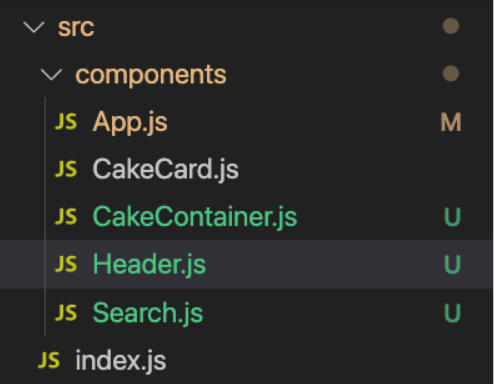 src
components
JS App.js M
JS CakeCard.js
JS CakeContainer.js U
JS Header.js U
JS Search.js U
JS index.js